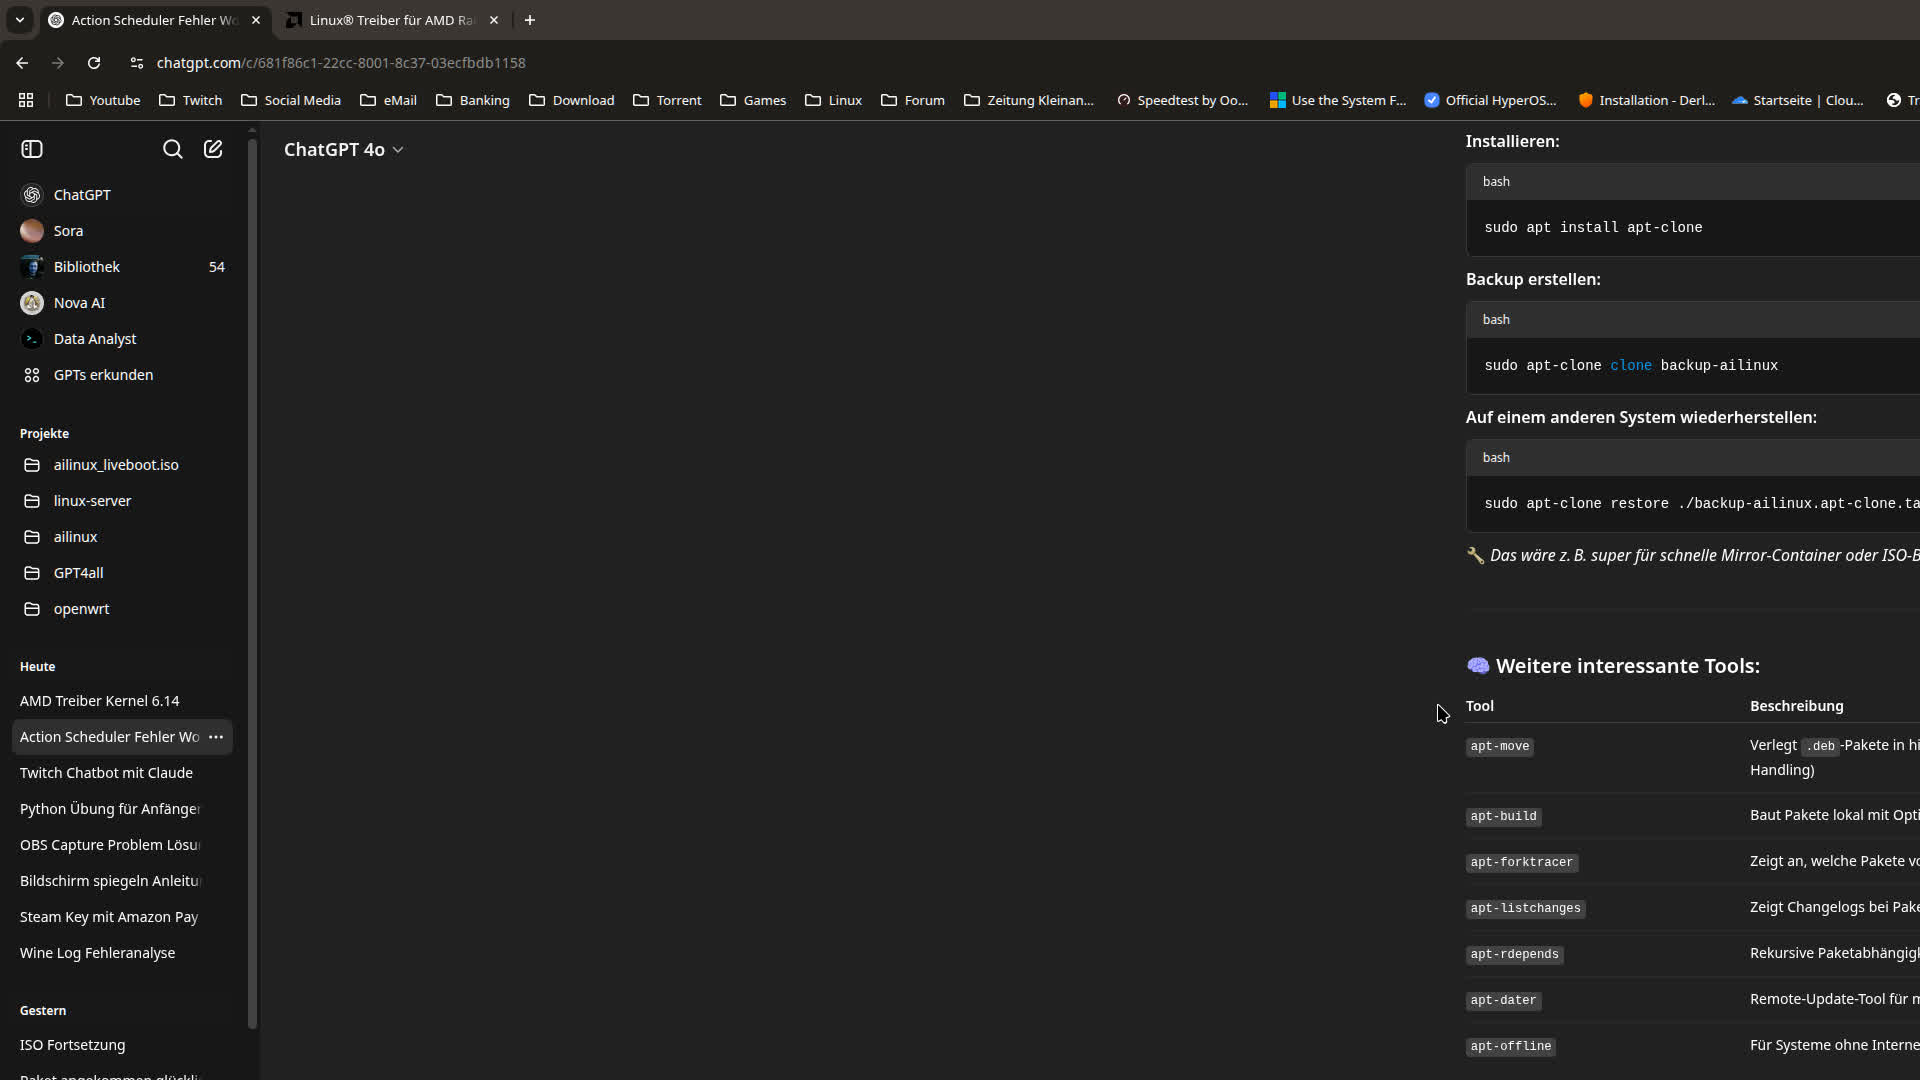 Action Scheduler Fehler Wo
Linux® Treiber für AMD Ra
chatgpt.com/c/681f86c1-22cc-8001-8c37-03ecfbdb1158
Youtube
Twitch
Social Media
eMail
Banking
Download
Torrent
Games
Linux
Forum
Zeitung Kleinan...
Speedtest by Oo...
Use the System F...
Official HyperOS...
Installation - Derl...
Startseite | Clou...
Tr
ChatGPT 4o
ChatGPT
Sora
Bibliothek 54
Nova AI
Data Analyst
GPTs erkunden
Projekte
ailinux_liveboot.iso
linux-server
ailinux
GPT4all
openwrt
Heute
AMD Treiber Kernel 6.14
Action Scheduler Fehler Wo
Twitch Chatbot mit Claude
Python Übung für Anfänger
OBS Capture Problem Lösu
Bildschirm spiegeln Anleitu
Steam Key mit Amazon Pay
Wine Log Fehleranalyse
Gestern
ISO Fortsetzung
Installieren:
bash
sudo apt install apt-clone
Backup erstellen:
bash
sudo apt-clone clone backup-ailinux
Auf einem anderen System wiederherstellen:
bash
sudo apt-clone restore ./backup-ailinux.apt-clone.ta
🔧 Das wäre z. B. super für schnelle Mirror-Container oder ISO-B
🧠 Weitere interessante Tools:
Tool Beschreibung
apt-move Verlegt .deb-Pakete in hi
Handling)
apt-build Baut Pakete lokal mit Opti
apt-forktracer Zeigt an, welche Pakete vo
apt-listchanges Zeigt Changelogs bei Pake
apt-rdepends Rekursive Paketabhängigk
apt-dater Remote-Update-Tool für m
apt-offline Für Systeme ohne Interne